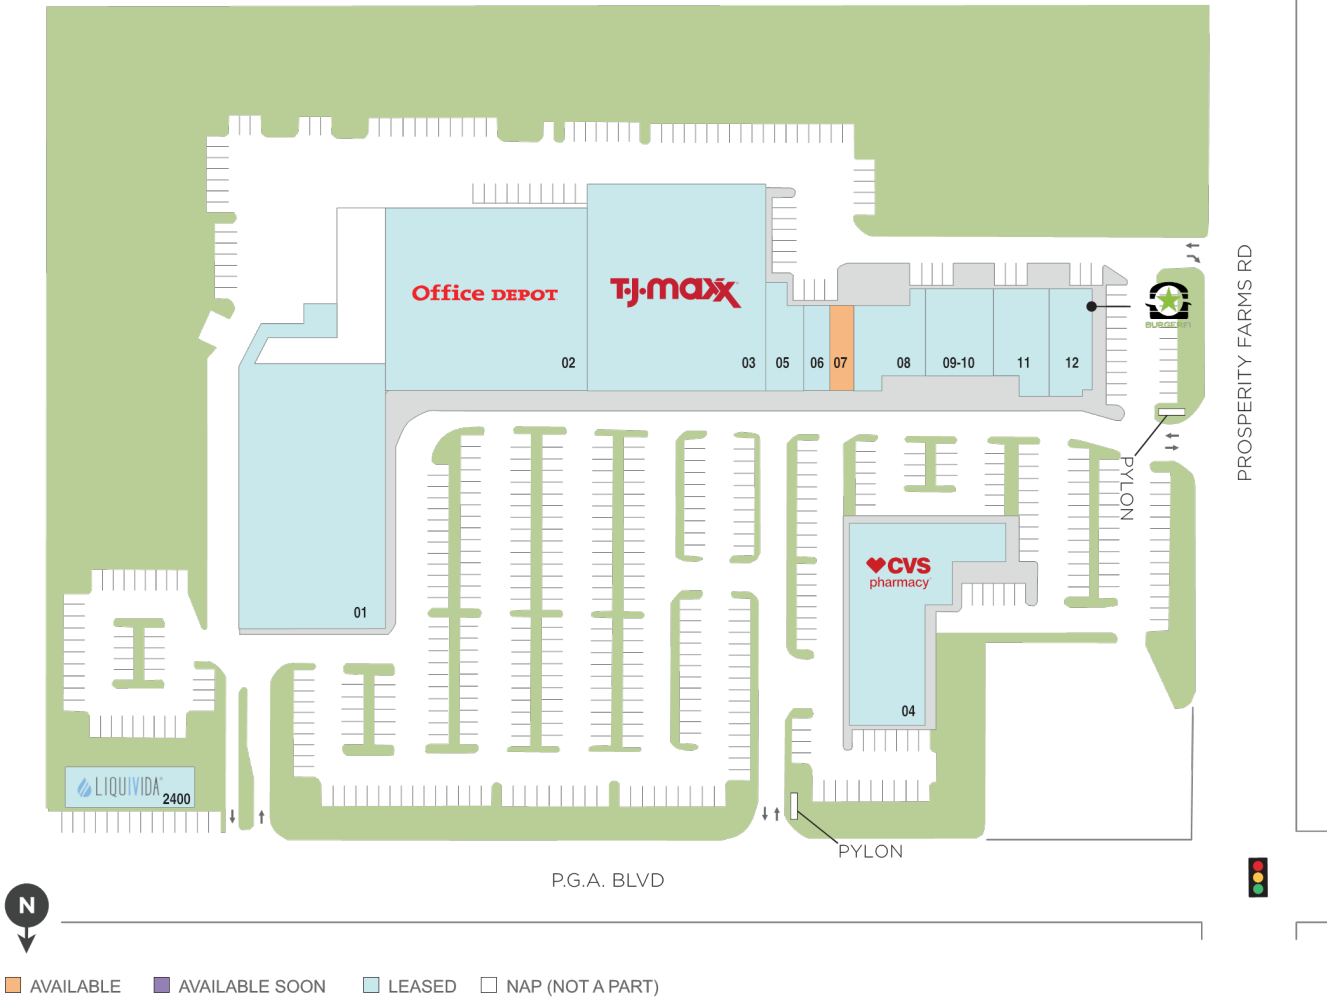 PROSPERITY FARMS RD
Office DEPOT
T·J·maxx
BURGERFI
02
03
05
06
07
08
09-10
11
12
PYLON
CVS
pharmacy
01
04
LIQUIVIDA
2400
PYLON
P.G.A. BLVD
N
AVAILABLE
AVAILABLE SOON
LEASED
NAP (NOT A PART)